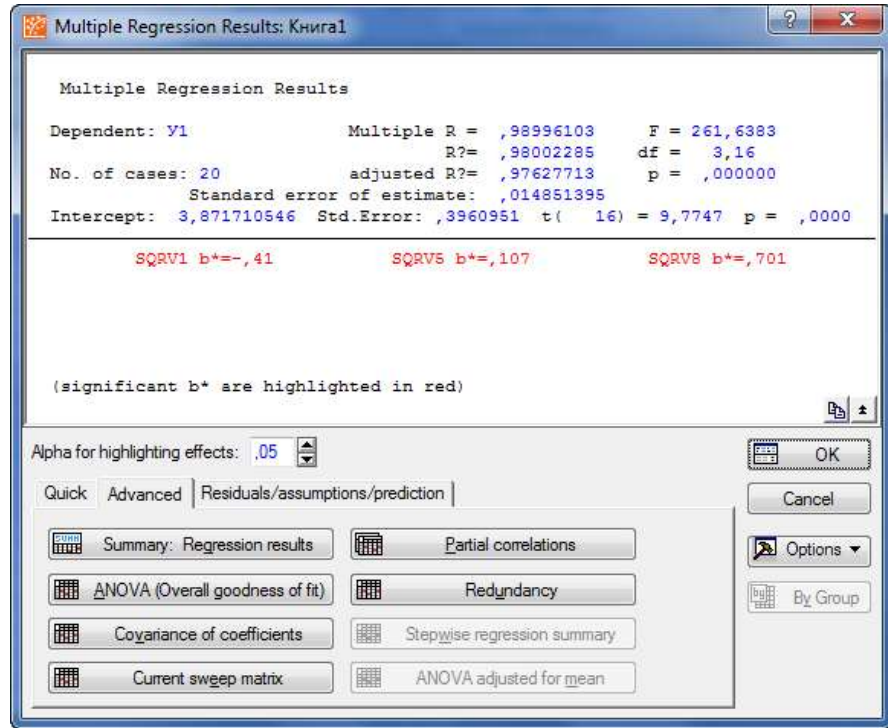 Multiple Regression Results: Книга1
Multiple Regression Results
Dependent: У1 Multiple R = ,98996103 F = 261,6383
R?= ,98002285 df = 3,16
No. of cases: 20 adjusted R?= ,97627713 p = ,000000
Standard error of estimate: ,014851395
Intercept: 3,871710546 Std.Error: ,3960951 t( 16) = 9,7747 p = ,0000
SQRV1 b*=-,41 SQRV5 b*=,107 SQRV8 b*=,701
(significant b* are highlighted in red)
Alpha for highlighting effects: ,05
OK
Quick Advanced Residuals/assumptions/prediction
Cancel
Summary: Regression results Partial correlations
Options
ANOVA (Overall goodness of fit) Redundancy
By Group
Covariance of coefficients Stepwise regression summary
Current sweep matrix ANOVA adjusted for mean